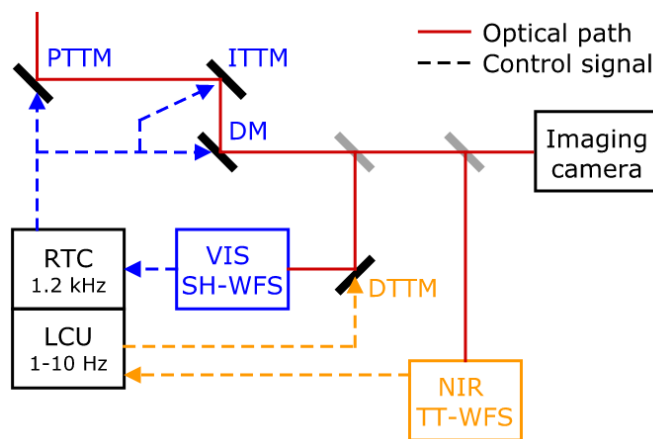 PTTM
ITTM
Optical path
Control signal
DM
Imaging
camera
RTC
1.2 kHz
VIS
SH-WFS
DTTM
LCU
1-10 Hz
NIR
TT-WFS